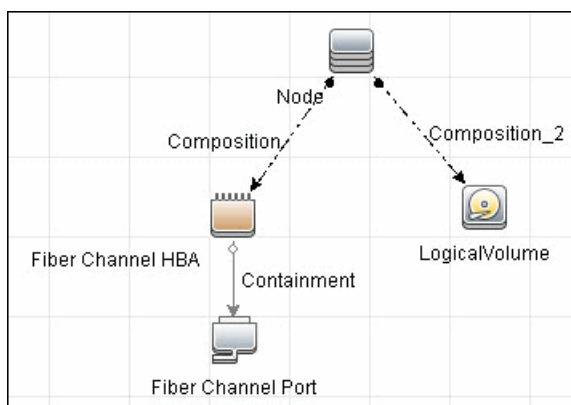 Node
Composition
Composition_2
Fiber Channel HBA
LogicalVolume
Containment
Fiber Channel Port